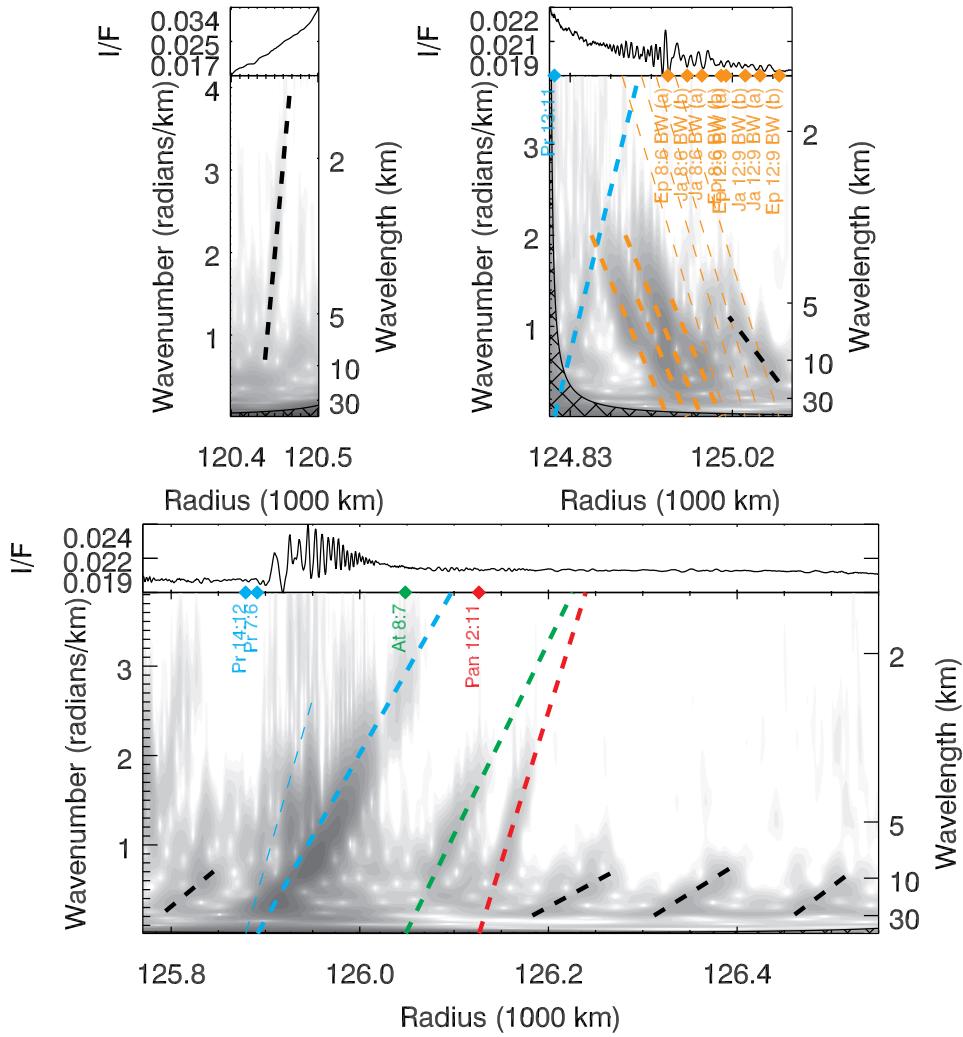 I/F
0.034
0.025
0.017
Wavenumber (radians/km)
4
3
2
1
2
5
10
30
Wavelength (km)
120.4
120.5
Radius (1000 km)
I/F
0.022
0.021
0.019
Wavenumber (radians/km)
3
2
1
Pr 13:11
Ep 8:6 BW (a)
Ja 8:6 BW (b)
Ja 8:6 BW (a)
Ep 8:6 BW (b)
Ep 12:9 BW (a)
Ja 12:9 BW (b)
Ja 12:9 BW (a)
Ep 12:9 BW (b)
2
5
10
30
Wavelength (km)
124.83
125.02
Radius (1000 km)
I/F
0.024
0.022
0.019
Wavenumber (radians/km)
3
2
1
Pr 14:12
Pr 7:6
At 8:7
Pan 12:11
2
5
10
30
Wavelength (km)
125.8
126.0
126.2
126.4
Radius (1000 km)